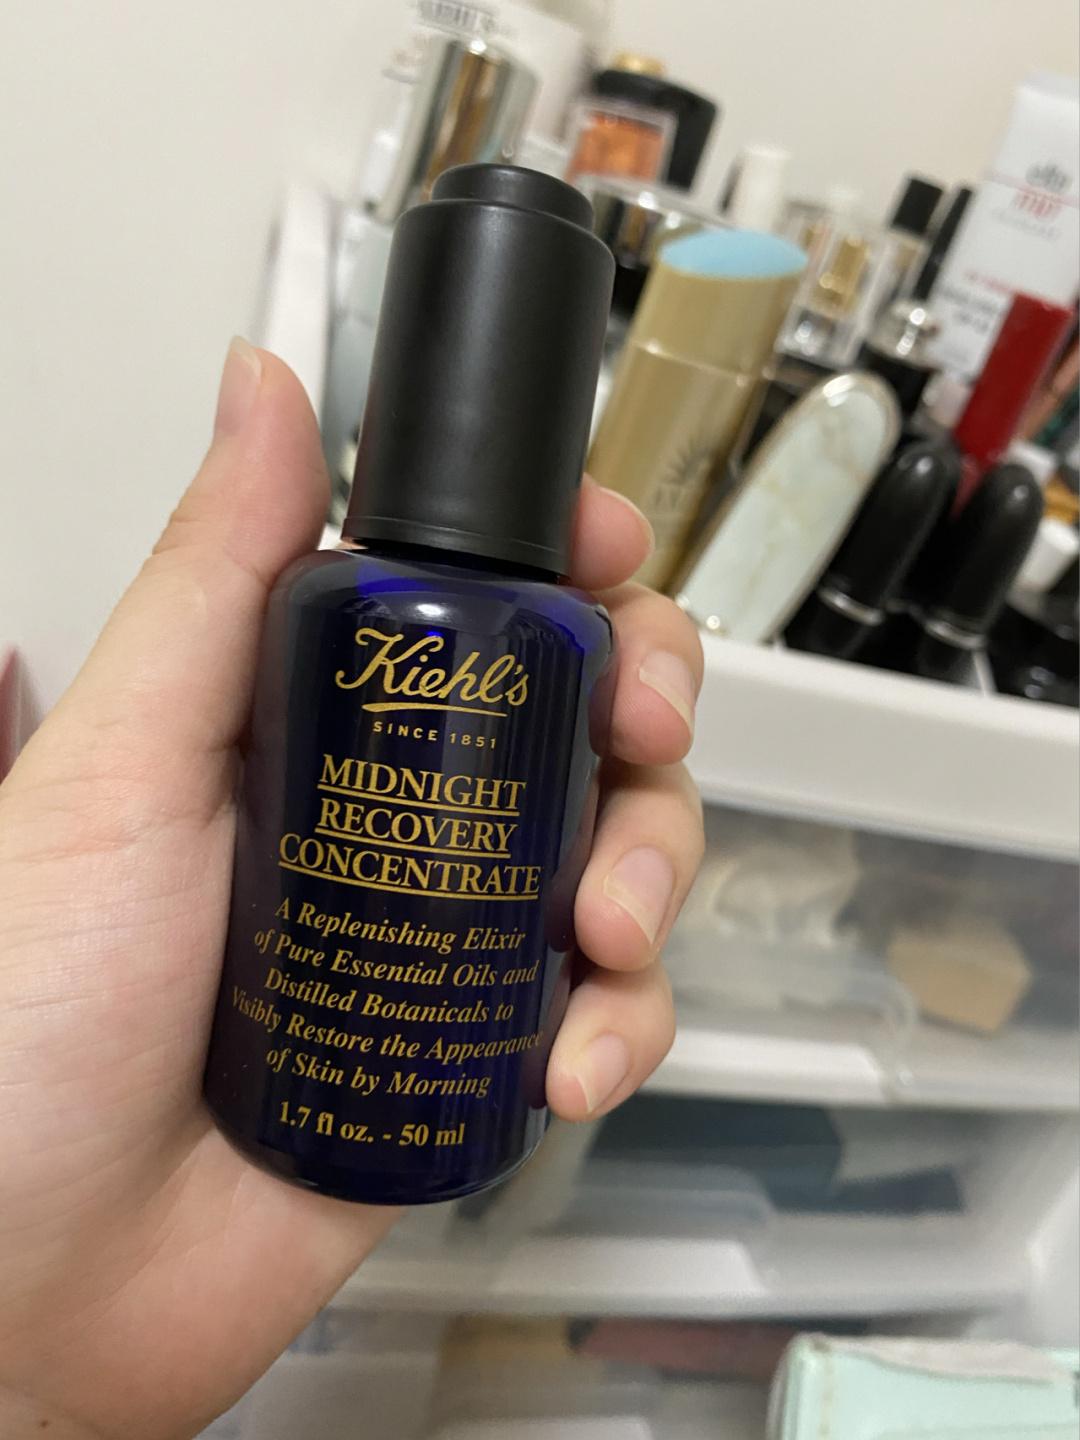 Kiehl's
SINCE 1851
MIDNIGHT
RECOVERY
CONCENTRATE
A Replenishing Elixir
of Pure Essential Oils and
Distilled Botanicals to
Visibly Restore the Appearance
of Skin by Morning
1.7 fl oz. - 50 ml